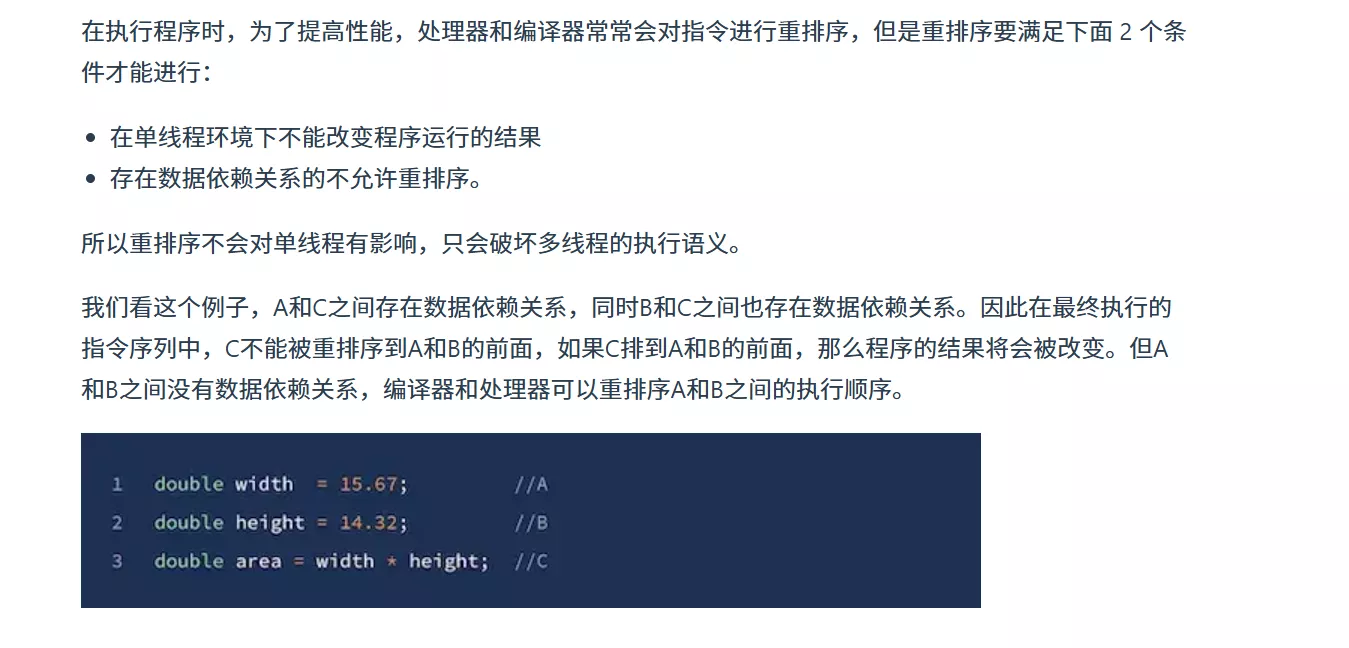 在执行程序时，为了提高性能，处理器和编译器常常会对指令进行重排序，但是重排序要满足下面 2 个条
件才能进行：
• 在单线程环境下不能改变程序运行的结果
• 存在数据依赖关系的不允许重排序。
所以重排序不会对单线程有影响，只会破坏多线程的执行语义。
我们看这个例子，A和C之间存在数据依赖关系，同时B和C之间也存在数据依赖关系。因此在最终执行的
指令序列中，C不能被重排序到A和B的前面，如果C排到A和B的前面，那么程序的结果将会被改变。但A
和B之间没有数据依赖关系，编译器和处理器可以重排序A和B之间的执行顺序。
1 double width = 15.67; //A
2 double height = 14.32; //B
3 double area = width * height; //C